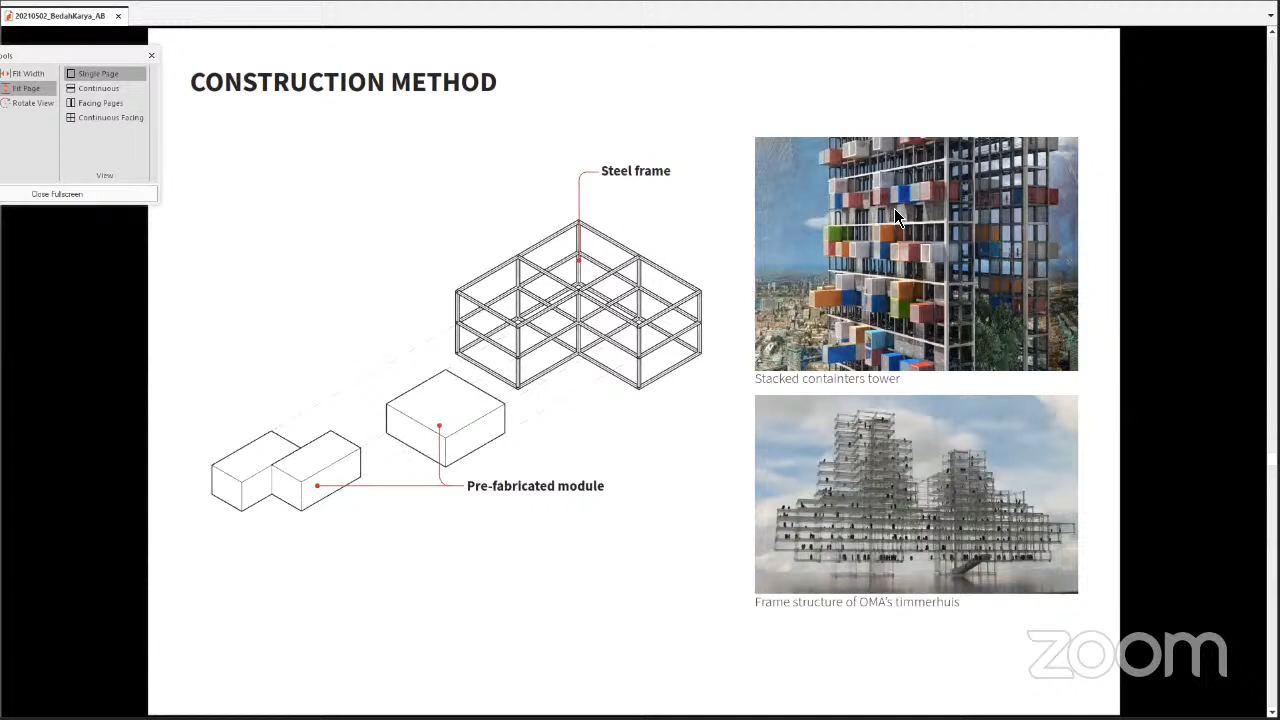 20210502_BedahKarya_AB
ools
Fit Width
Fit Page
Rotate View
Single Page
Continuous
Facing Pages
Continuous Facing
View
Close Fullscreen
CONSTRUCTION METHOD
Steel frame
Pre-fabricated module
Stacked containters tower
Frame structure of OMA's timmerhuis
zoom